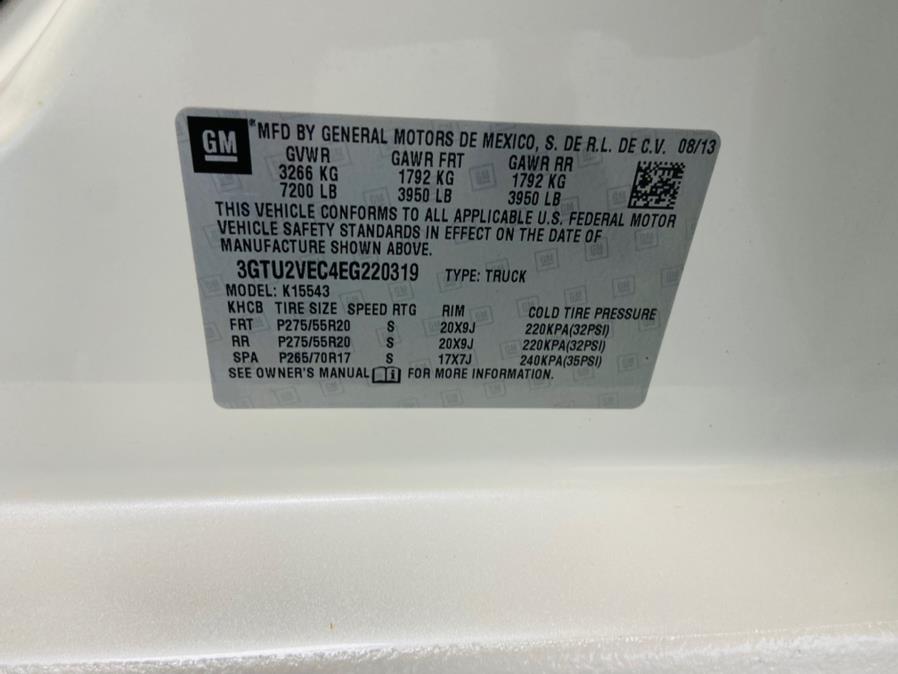 GM ® MFD BY GENERAL MOTORS DE MEXICO, S. DE R.L. DE C.V. 08/13
GVWR GAWR FRT GAWR RR
3266 KG 1792 KG 1792 KG
7200 LB 3950 LB 3950 LB
THIS VEHICLE CONFORMS TO ALL APPLICABLE U.S. FEDERAL MOTOR
VEHICLE SAFETY STANDARDS IN EFFECT ON THE DATE OF
MANUFACTURE SHOWN ABOVE.
3GTU2VEC4EG220319 TYPE: TRUCK
MODEL: K15543
KHCB TIRE SIZE SPEED RTG RIM COLD TIRE PRESSURE
FRT P275/55R20 S 20X9J 220KPA(32PSI)
RR P275/55R20 S 20X9J 220KPA(32PSI)
SPA P265/70R17 S 17X7J 240KPA(35PSI)
SEE OWNER'S MANUAL i FOR MORE INFORMATION.